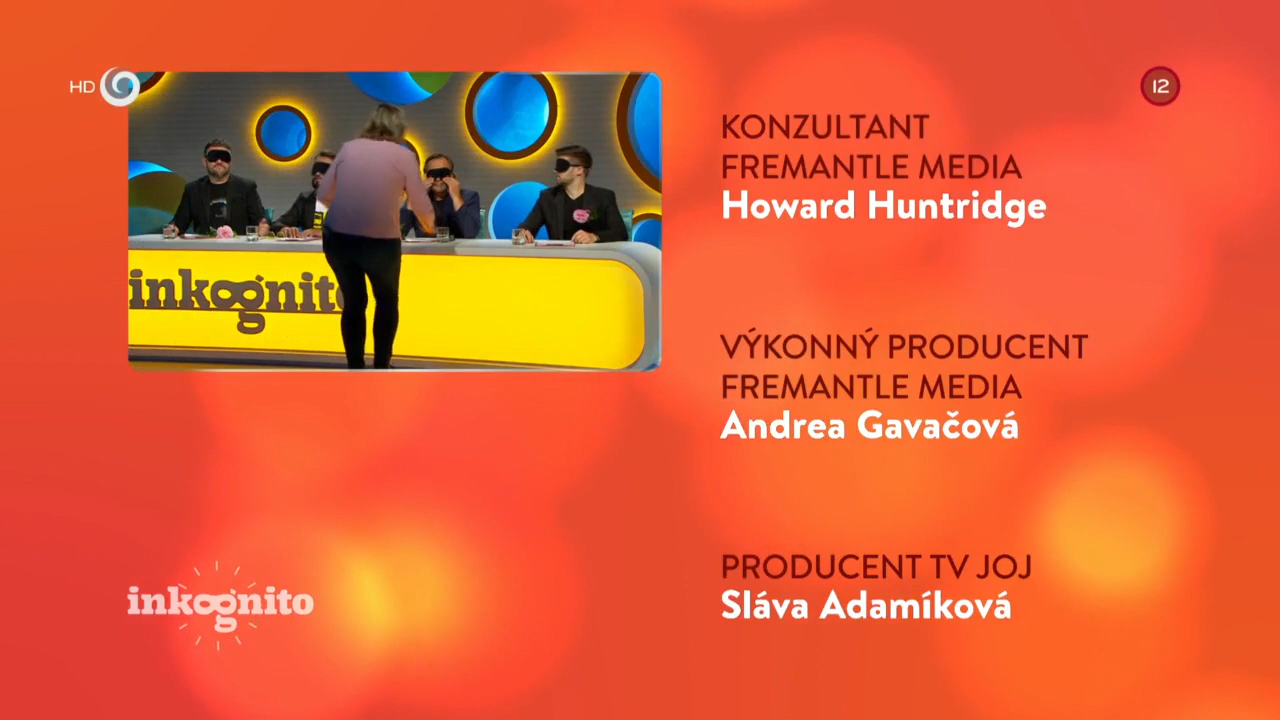 HD
12
KONZULTANT
FREMANTLE MEDIA
Howard Huntridge
inkognito
VÝKONNÝ PRODUCENT
FREMANTLE MEDIA
Andrea Gavačová
PRODUCENT TV JOJ
Sláva Adamíková
inkognito